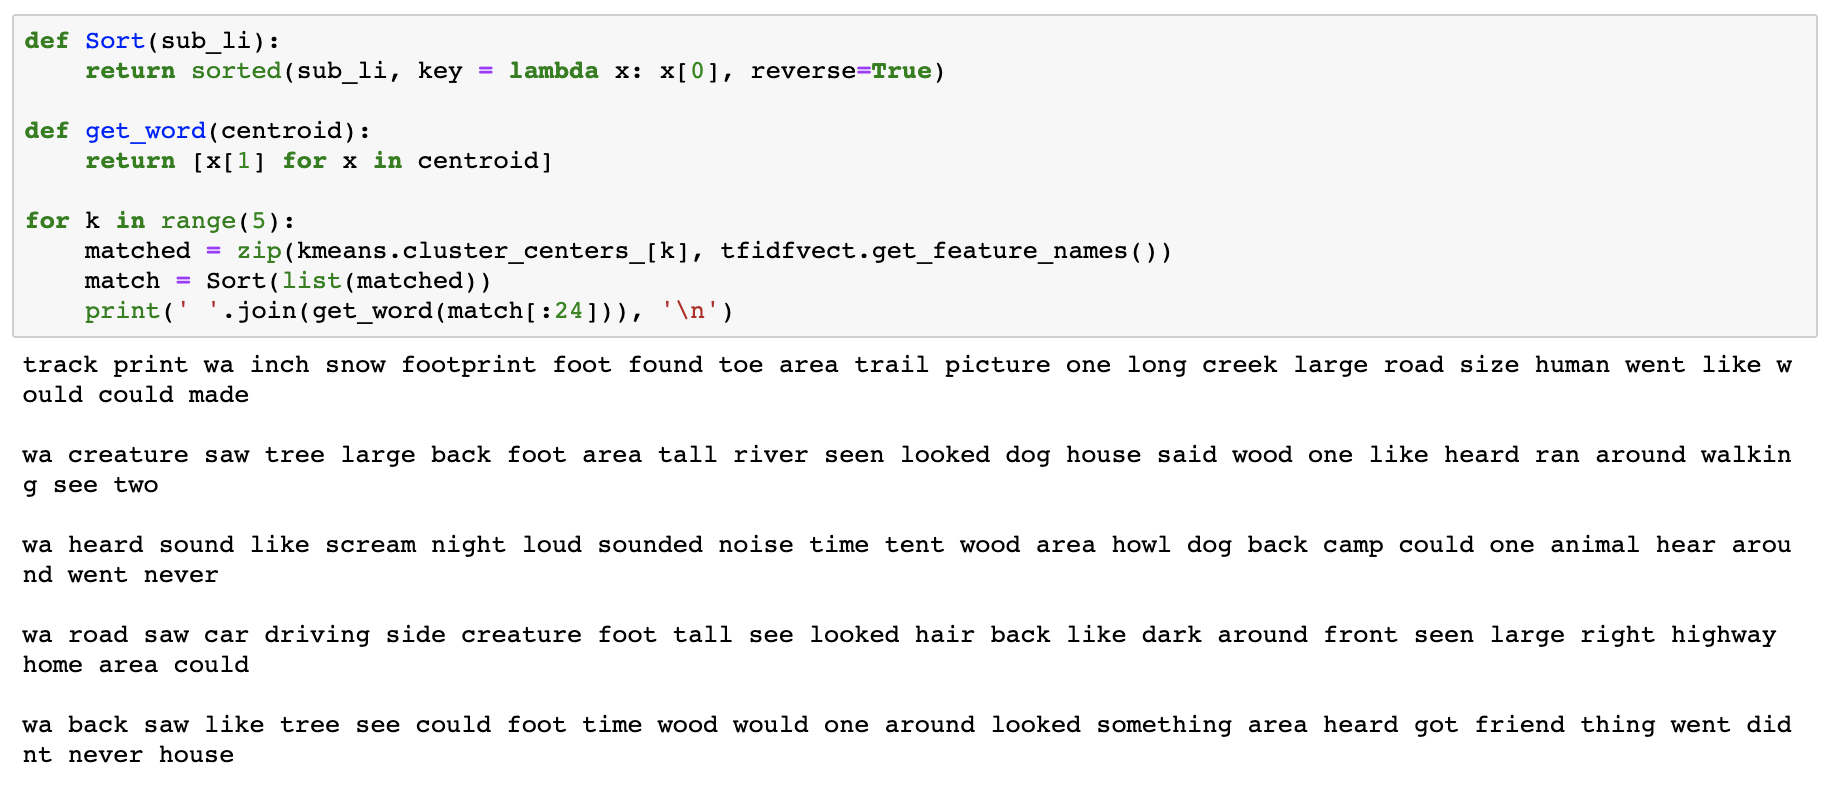 def Sort(sub_li):
    return sorted(sub_li, key = lambda x: x[0], reverse=True)

def get_word(centroid):
    return [x[1] for x in centroid]

for k in range(5):
    matched = zip(kmeans.cluster_centers_[k], tfidfvect.get_feature_names())
    match = Sort(list(matched))
    print(' '.join(get_word(match[:24])), '\n')
track print wa inch snow footprint foot found toe area trail picture one long creek large road size human went like w
ould could made

wa creature saw tree large back foot area tall river seen looked dog house said wood one like heard ran around walkin
g see two

wa heard sound like scream night loud sounded noise time tent wood area howl dog back camp could one animal hear arou
nd went never

wa road saw car driving side creature foot tall see looked hair back like dark around front seen large right highway
home area could

wa back saw like tree see could foot time wood would one around looked something area heard got friend thing went did
nt never house